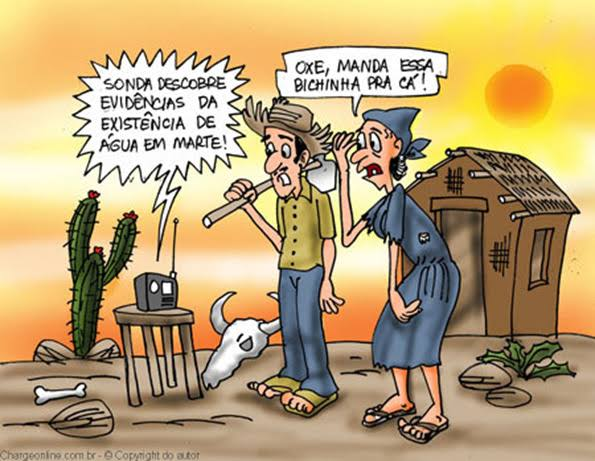 SONDA DESCOBRE
EVIDÊNCIAS DA
EXISTÊNCIA DE
ÁGUA EM MARTE!
OXE, MANDA ESSA
BICHINHA PRA CÁ!
Chargeonline.com.br - © Copyright do autor